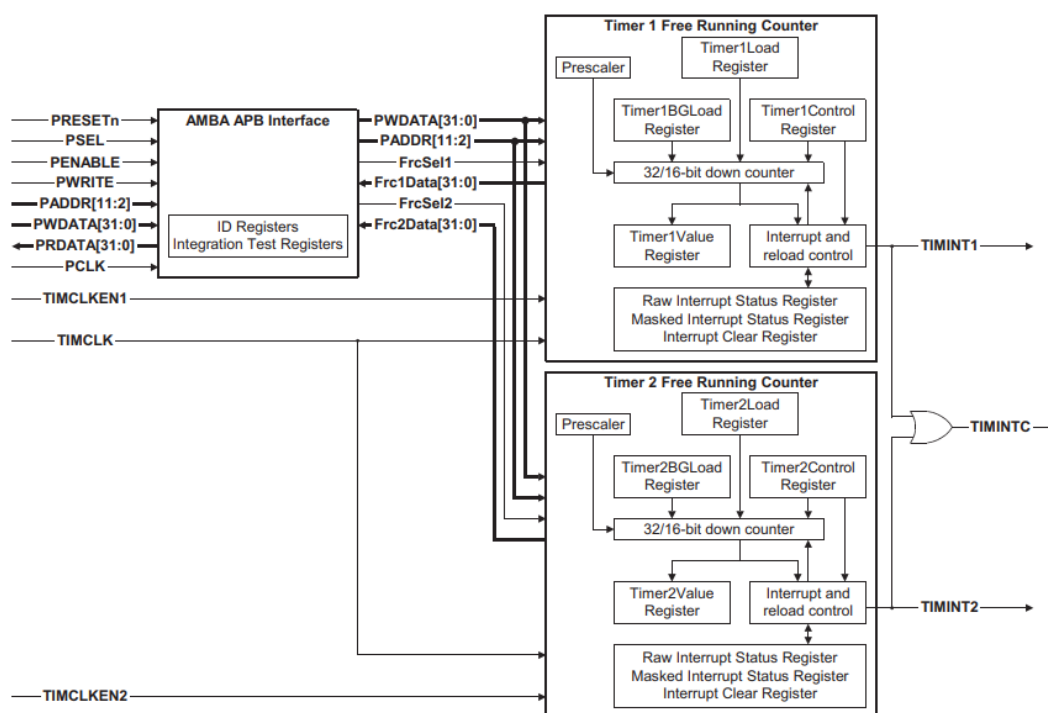 Timer 1 Free Running Counter
Timer1Load
Register
Prescaler
Timer1BGLoad
Register
Timer1Control
Register
32/16-bit down counter
Timer1Value
Register
Interrupt and
reload control
Raw Interrupt Status Register
Masked Interrupt Status Register
Interrupt Clear Register
PRESETn
PSEL
PENABLE
PWRITE
PADDR[11:2]
PWDATA[31:0]
PRDATA[31:0]
PCLK
AMBA APB Interface
ID Registers
Integration Test Registers
PWDATA[31:0]
PADDR[11:2]
FrcSel1
Frc1Data[31:0]
FrcSel2
Frc2Data[31:0]
TIMCLKEN1
TIMCLK
TIMINT1
Timer 2 Free Running Counter
Timer2Load
Register
Prescaler
Timer2BGLoad
Register
Timer2Control
Register
32/16-bit down counter
Timer2Value
Register
Interrupt and
reload control
Raw Interrupt Status Register
Masked Interrupt Status Register
Interrupt Clear Register
TIMINTC
TIMINT2
TIMCLKEN2